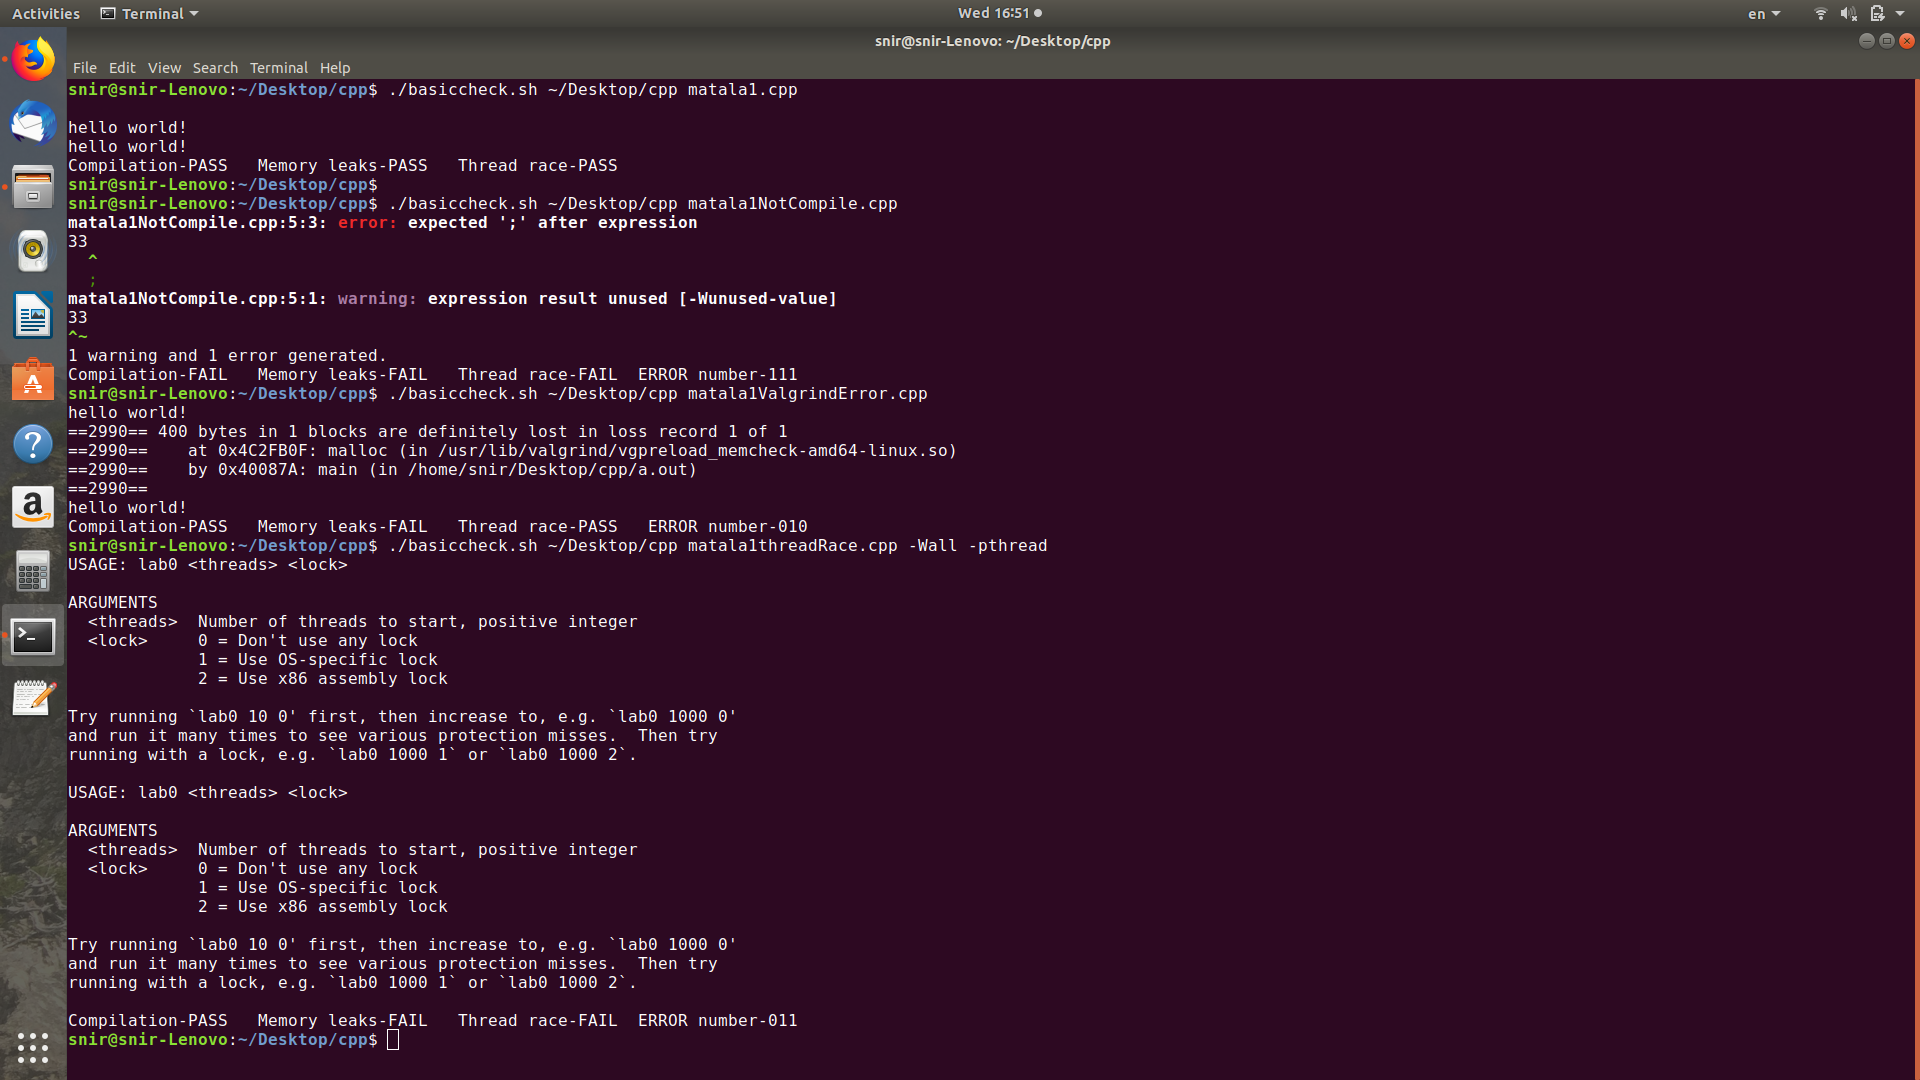 Activities Terminal Wed 16:51 en
snir@snir-Lenovo: ~/Desktop/cpp
File Edit View Search Terminal Help
snir@snir-Lenovo:~/Desktop/cpp$ ./basiccheck.sh ~/Desktop/cpp matala1.cpp
hello world!
hello world!
Compilation-PASS   Memory leaks-PASS   Thread race-PASS
snir@snir-Lenovo:~/Desktop/cpp$
snir@snir-Lenovo:~/Desktop/cpp$ ./basiccheck.sh ~/Desktop/cpp matala1NotCompile.cpp
matala1NotCompile.cpp:5:3: error: expected ';' after expression
33
  ^
  ;
matala1NotCompile.cpp:5:1: warning: expression result unused [-Wunused-value]
33
^~
1 warning and 1 error generated.
Compilation-FAIL   Memory leaks-FAIL   Thread race-FAIL  ERROR number-111
snir@snir-Lenovo:~/Desktop/cpp$ ./basiccheck.sh ~/Desktop/cpp matala1ValgrindError.cpp
hello world!
==2990== 400 bytes in 1 blocks are definitely lost in loss record 1 of 1
==2990==    at 0x4C2FB0F: malloc (in /usr/lib/valgrind/vgpreload_memcheck-amd64-linux.so)
==2990==    by 0x40087A: main (in /home/snir/Desktop/cpp/a.out)
==2990==
hello world!
Compilation-PASS   Memory leaks-FAIL   Thread race-PASS   ERROR number-010
snir@snir-Lenovo:~/Desktop/cpp$ ./basiccheck.sh ~/Desktop/cpp matala1threadRace.cpp -Wall -pthread
USAGE: lab0 <threads> <lock>
ARGUMENTS
  <threads>  Number of threads to start, positive integer
  <lock>     0 = Don't use any lock
             1 = Use OS-specific lock
             2 = Use x86 assembly lock
Try running `lab0 10 0' first, then increase to, e.g. `lab0 1000 0'
and run it many times to see various protection misses.  Then try
running with a lock, e.g. `lab0 1000 1` or `lab0 1000 2`.
USAGE: lab0 <threads> <lock>
ARGUMENTS
  <threads>  Number of threads to start, positive integer
  <lock>     0 = Don't use any lock
             1 = Use OS-specific lock
             2 = Use x86 assembly lock
Try running `lab0 10 0' first, then increase to, e.g. `lab0 1000 0'
and run it many times to see various protection misses.  Then try
running with a lock, e.g. `lab0 1000 1` or `lab0 1000 2`.
Compilation-PASS   Memory leaks-FAIL   Thread race-FAIL  ERROR number-011
snir@snir-Lenovo:~/Desktop/cpp$